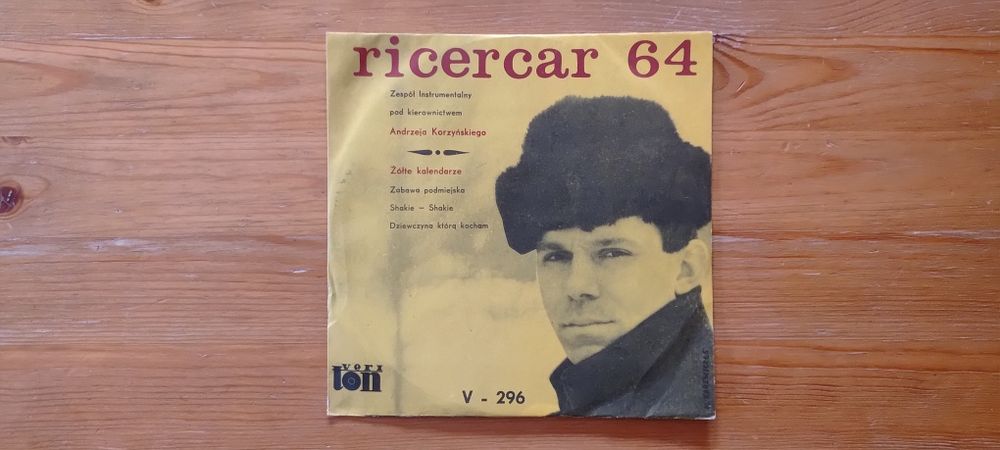 ricercar 64
Zespół Instrumentalny
pod kierownictwem
Andrzeja Korzyńskiego
Żółte kalendarze
Zabawa podmiejska
Shakie – Shakie
Dziewczyna którą kocham
veri
ton
V - 296